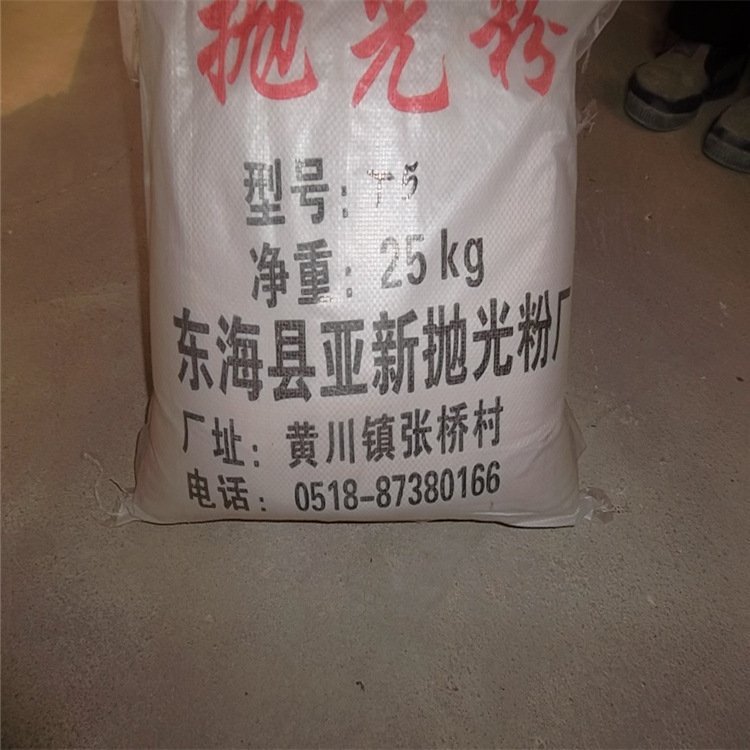 抛光粉
型号: T5
净重: 25kg
东海县亚新抛光粉厂
厂址: 黄川镇张桥村
电话: 0518-87380166